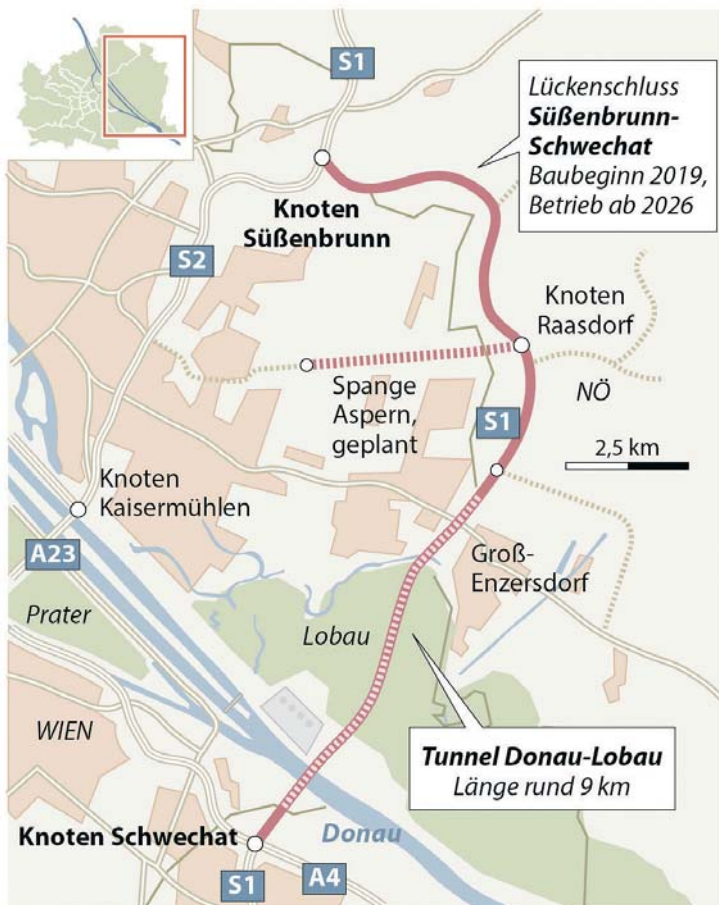 S1
Lückenschluss
Süßenbrunn-
Schwechat
Baubeginn 2019,
Betrieb ab 2026
Knoten
Süßenbrunn
S2
Knoten
Raasdorf
NÖ
Spange
Aspern,
geplant
S1
2,5 km
Knoten
Kaisermühlen
A23
Groß-
Enzersdorf
Prater
Lobau
WIEN
Tunnel Donau-Lobau
Länge rund 9 km
Knoten Schwechat
Donau
S1
A4